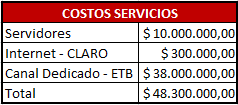 COSTOS SERVICIOS
Servidores $ 10.000.000,00
Internet - CLARO $ 300.000,00
Canal Dedicado - ETB $ 38.000.000,00
Total $ 48.300.000,00